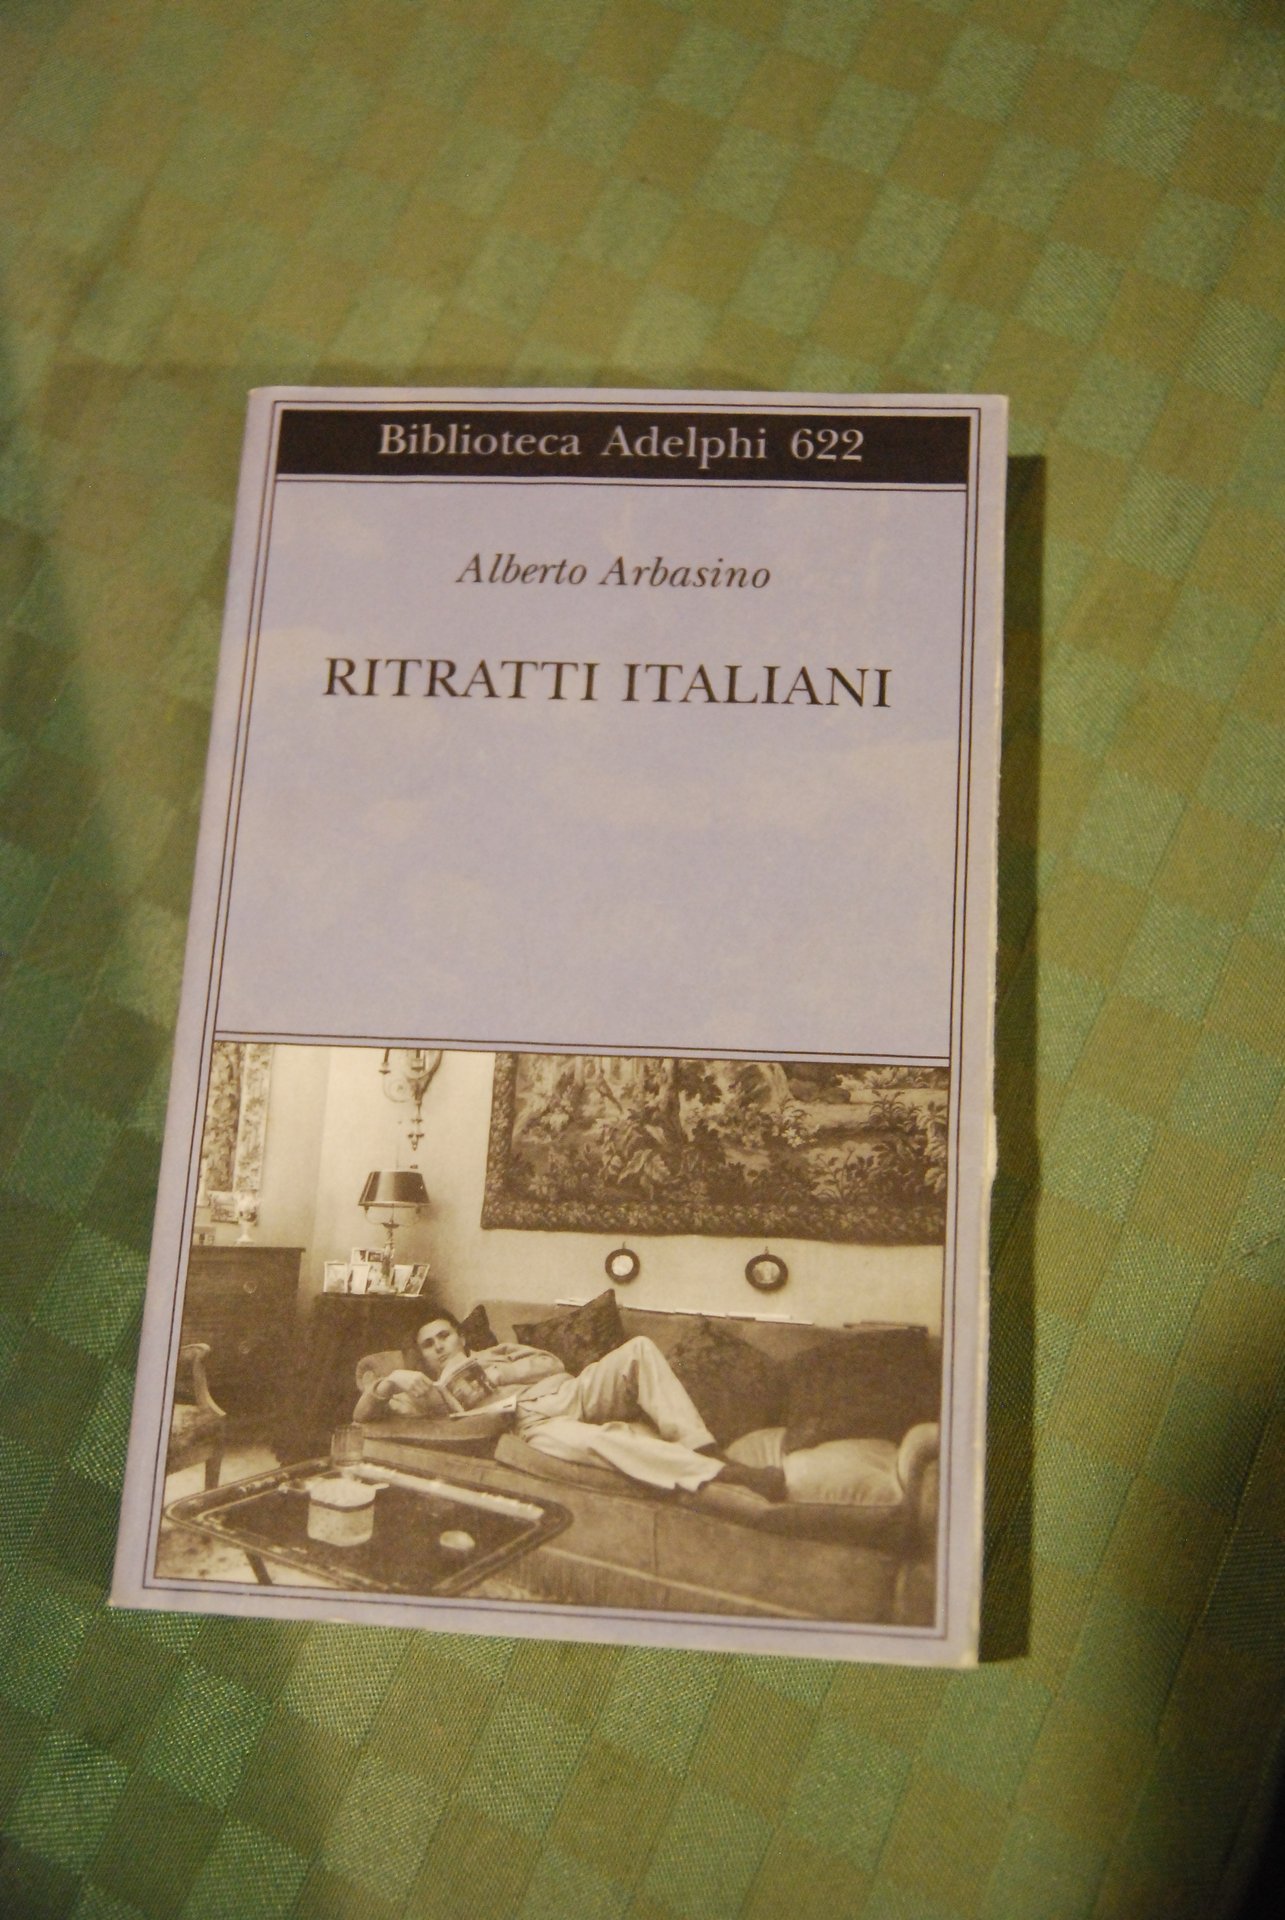 Biblioteca Adelphi 622
Alberto Arbasino
RITRATTI ITALIANI